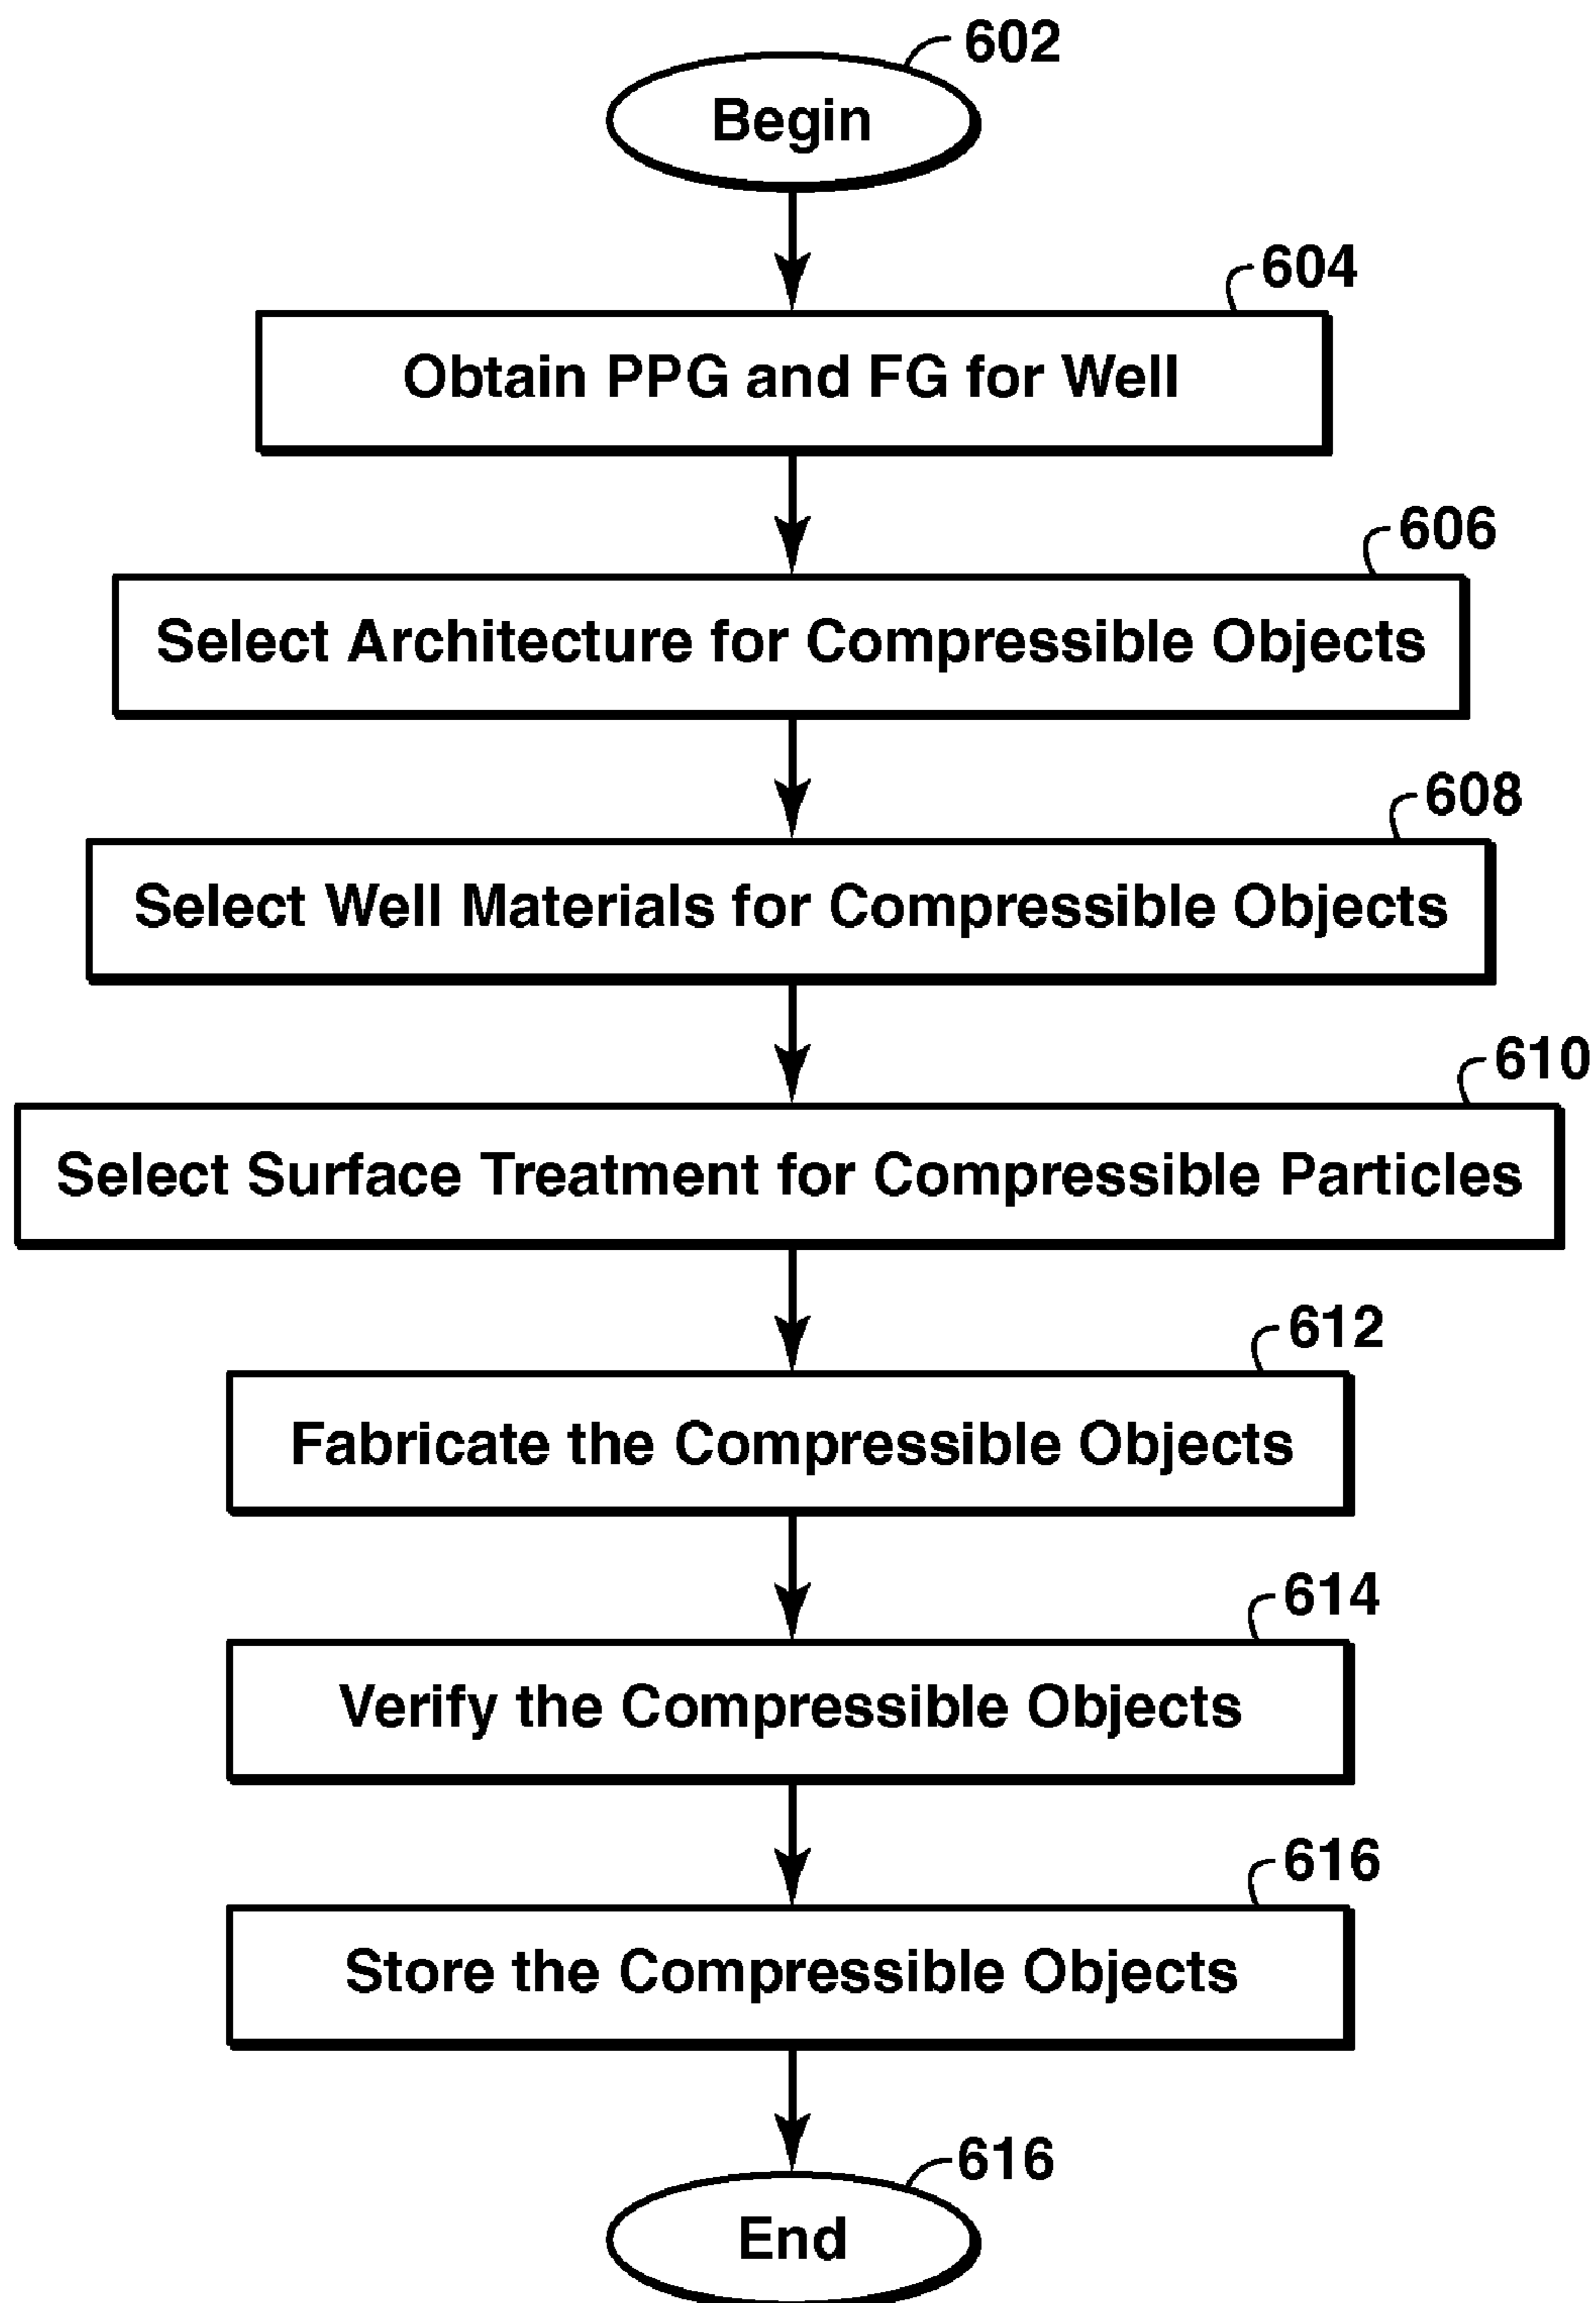 602
Begin
604
Obtain PPG and FG for Well
606
Select Architecture for Compressible Objects
608
Select Well Materials for Compressible Objects
610
Select Surface Treatment for Compressible Particles
612
Fabricate the Compressible Objects
614
Verify the Compressible Objects
616
Store the Compressible Objects
616
End